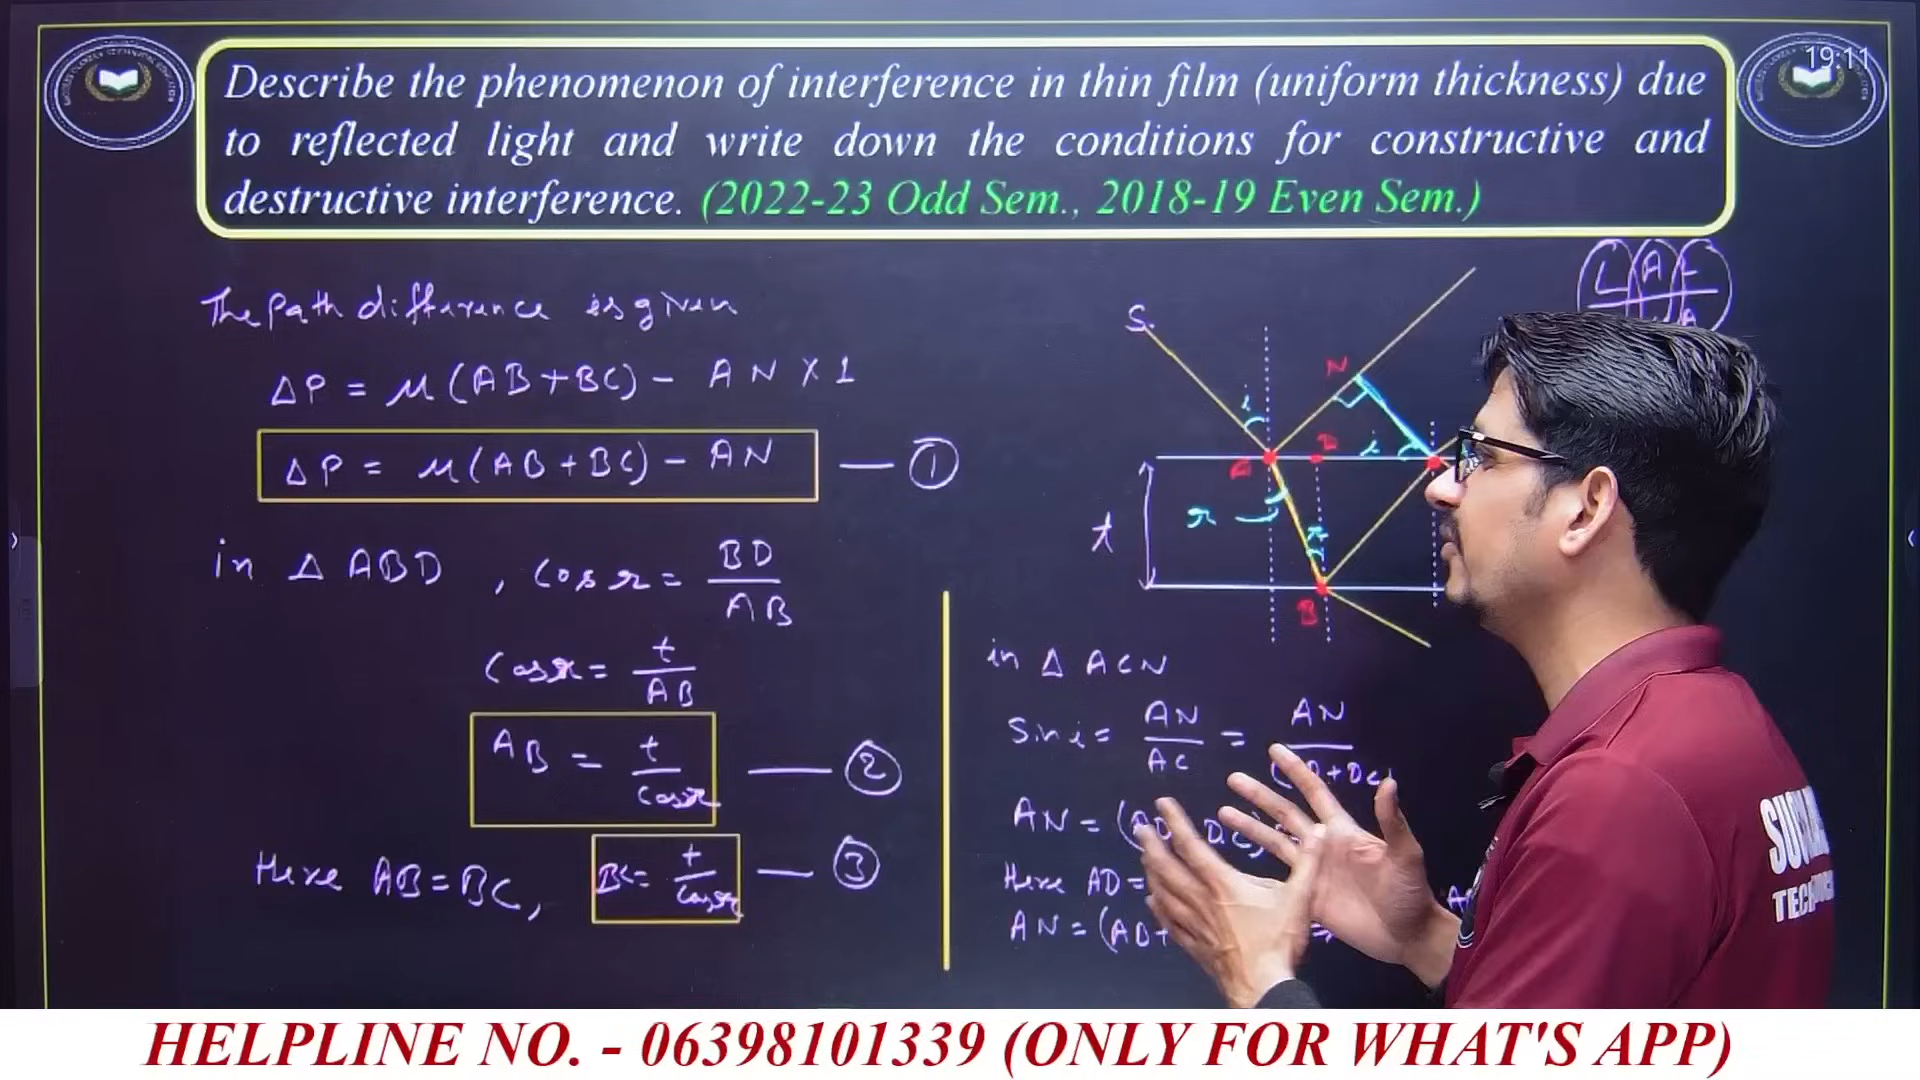 19:11
Describe the phenomenon of interference in thin film (uniform thickness) due
to reflected light and write down the conditions for constructive and
destructive interference. (2022-23 Odd Sem., 2018-19 Even Sem.)
The path difference is given
ΔP = μ(AB+BC) - AN×1
ΔP = μ(AB+BC) - AN — ①
in Δ ABD, Cos r = BD/AB
Cos r = t/AB
AB = t/Cos r — ②
Here AB=BC, BC = t/Cos r — ③
S.
i
N
A
D
i
r
r
t
B
in Δ ACN
Sin i = AN/AC = AN/( D+DC)
AN = (AD DC)
Here AD =
AN = (AD+
=
HELPLINE NO. - 06398101339 (ONLY FOR WHAT'S APP)